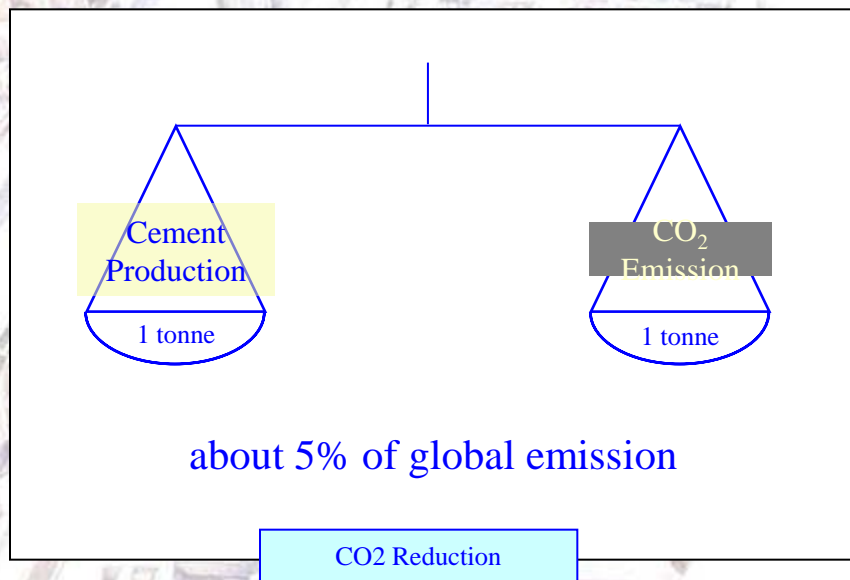 Cement
Production
CO₂
Emission
1 tonne
1 tonne
about 5% of global emission
CO2 Reduction